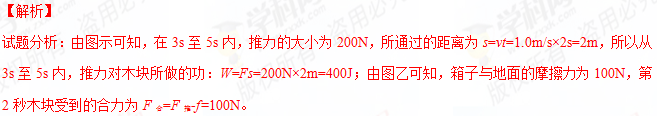 【解析】
试题分析：由图示可知，在 3s 至 5s 内，推力的大小为 200N，所通过的距离为 s=vt=1.0m/s×2s=2m，所以从
3s 至 5s 内，推力对木块所做的功：W=Fs=200N×2m=400J；由图乙可知，箱子与地面的摩擦力为 100N，第
2 秒木块受到的合力为 F合=F推-f=100N。